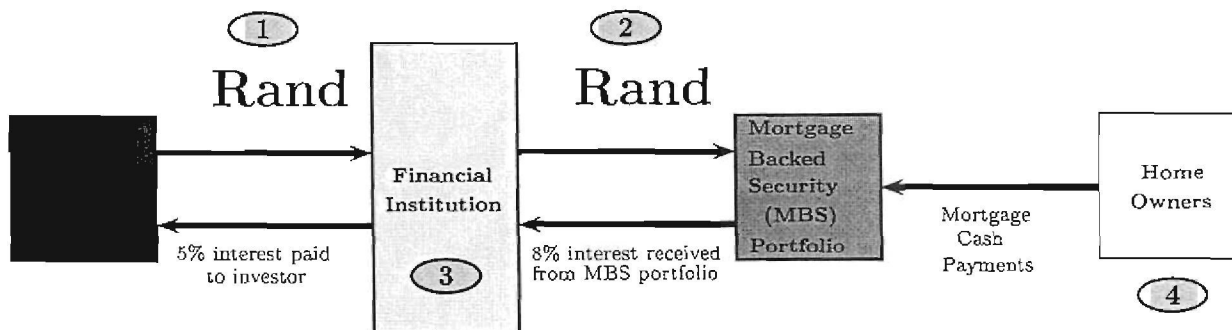 1
2
Rand
Rand
Financial
Institution
Mortgage
Backed
Security
(MBS)
Portfolio
Home
Owners
5% interest paid
to investor
8% interest received
from MBS portfolio
Mortgage
Cash
Payments
3
4